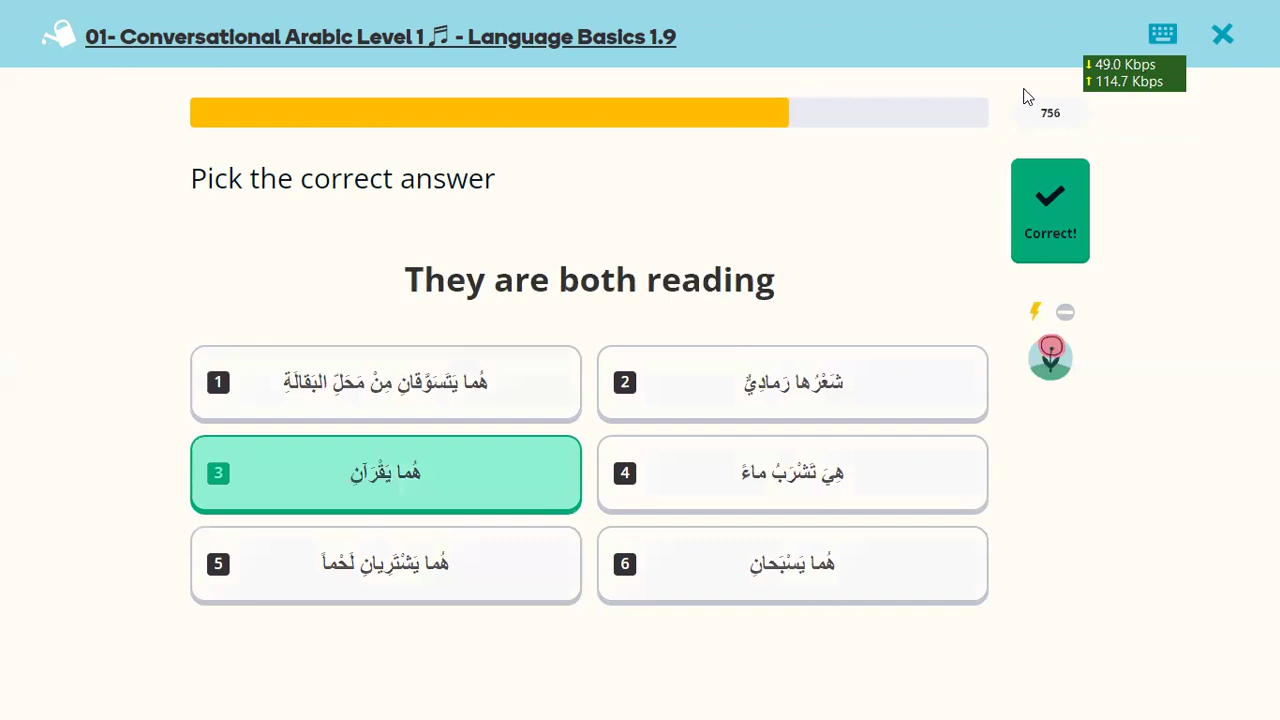 01- Conversational Arabic Level 1 🎵 - Language Basics 1.9
↓ 49.0 Kbps
↑ 114.7 Kbps
756
Pick the correct answer
Correct!
They are both reading
1 هُما يَتَسَوَّقانِ مِنْ مَحَلِّ البَقالَةِ
2 شَعْرُها رَمادِيٌّ
3 هُما يَقْرَآنِ
4 هِيَ تَشْرَبُ ماءً
5 هُما يَشْتَرِيانِ لَحْماً
6 هُما يَسْبَحانِ